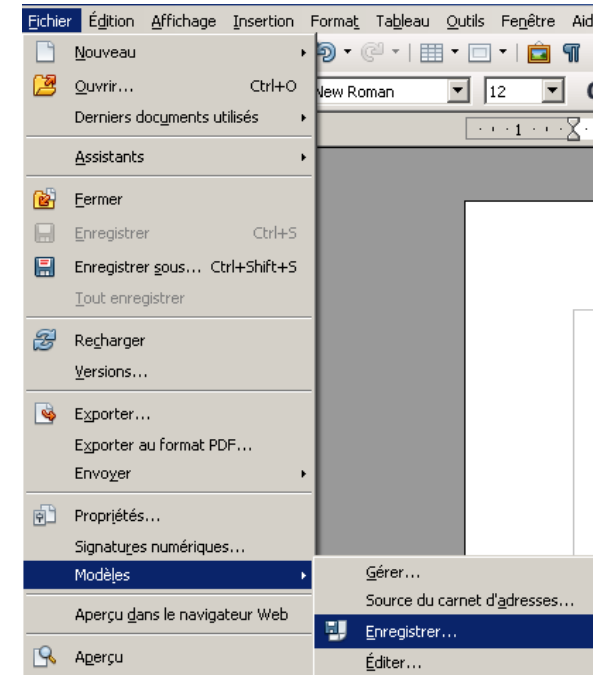 Fichier Édition Affichage Insertion Format Tableau Outils Fenêtre Aid
Nouveau
Ouvrir... Ctrl+O
New Roman 12
Derniers documents utilisés
1
Assistants
Fermer
Enregistrer Ctrl+S
Enregistrer sous... Ctrl+Shift+S
Tout enregistrer
Recharger
Versions...
Exporter...
Exporter au format PDF...
Envoyer
Propriétés...
Signatures numériques...
Modèles
Gérer...
Source du carnet d'adresses...
Aperçu dans le navigateur Web
Enregistrer...
Aperçu
Éditer...